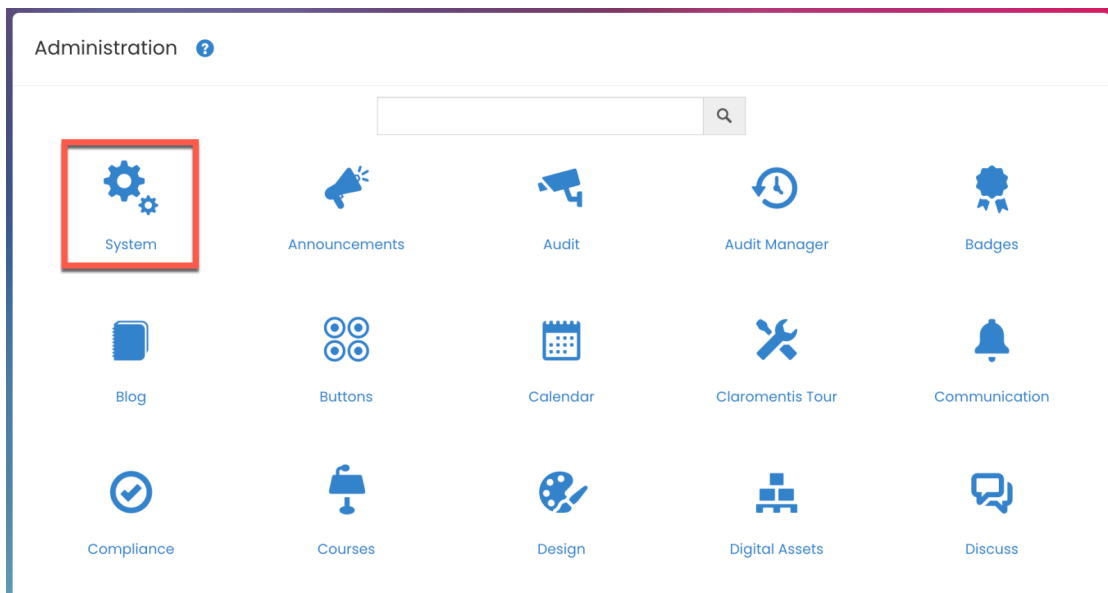 Administration ?
System
Announcements
Audit
Audit Manager
Badges
Blog
Buttons
Calendar
Claromentis Tour
Communication
Compliance
Courses
Design
Digital Assets
Discuss